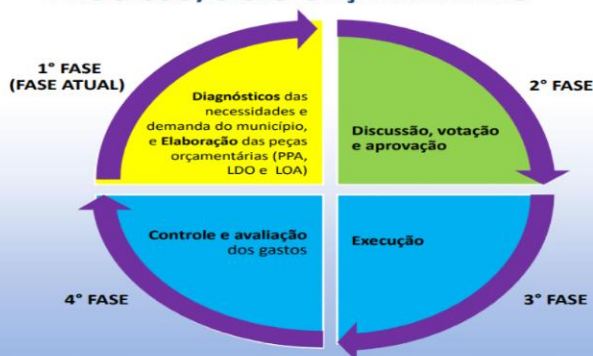 1° FASE
(FASE ATUAL)
Diagnósticos das
necessidades e
demanda do município,
e Elaboração das peças
orçamentárias (PPA,
LDO e LOA)
2° FASE
Discussão, votação
e aprovação
Controle e avaliação
dos gastos
Execução
4° FASE
3° FASE